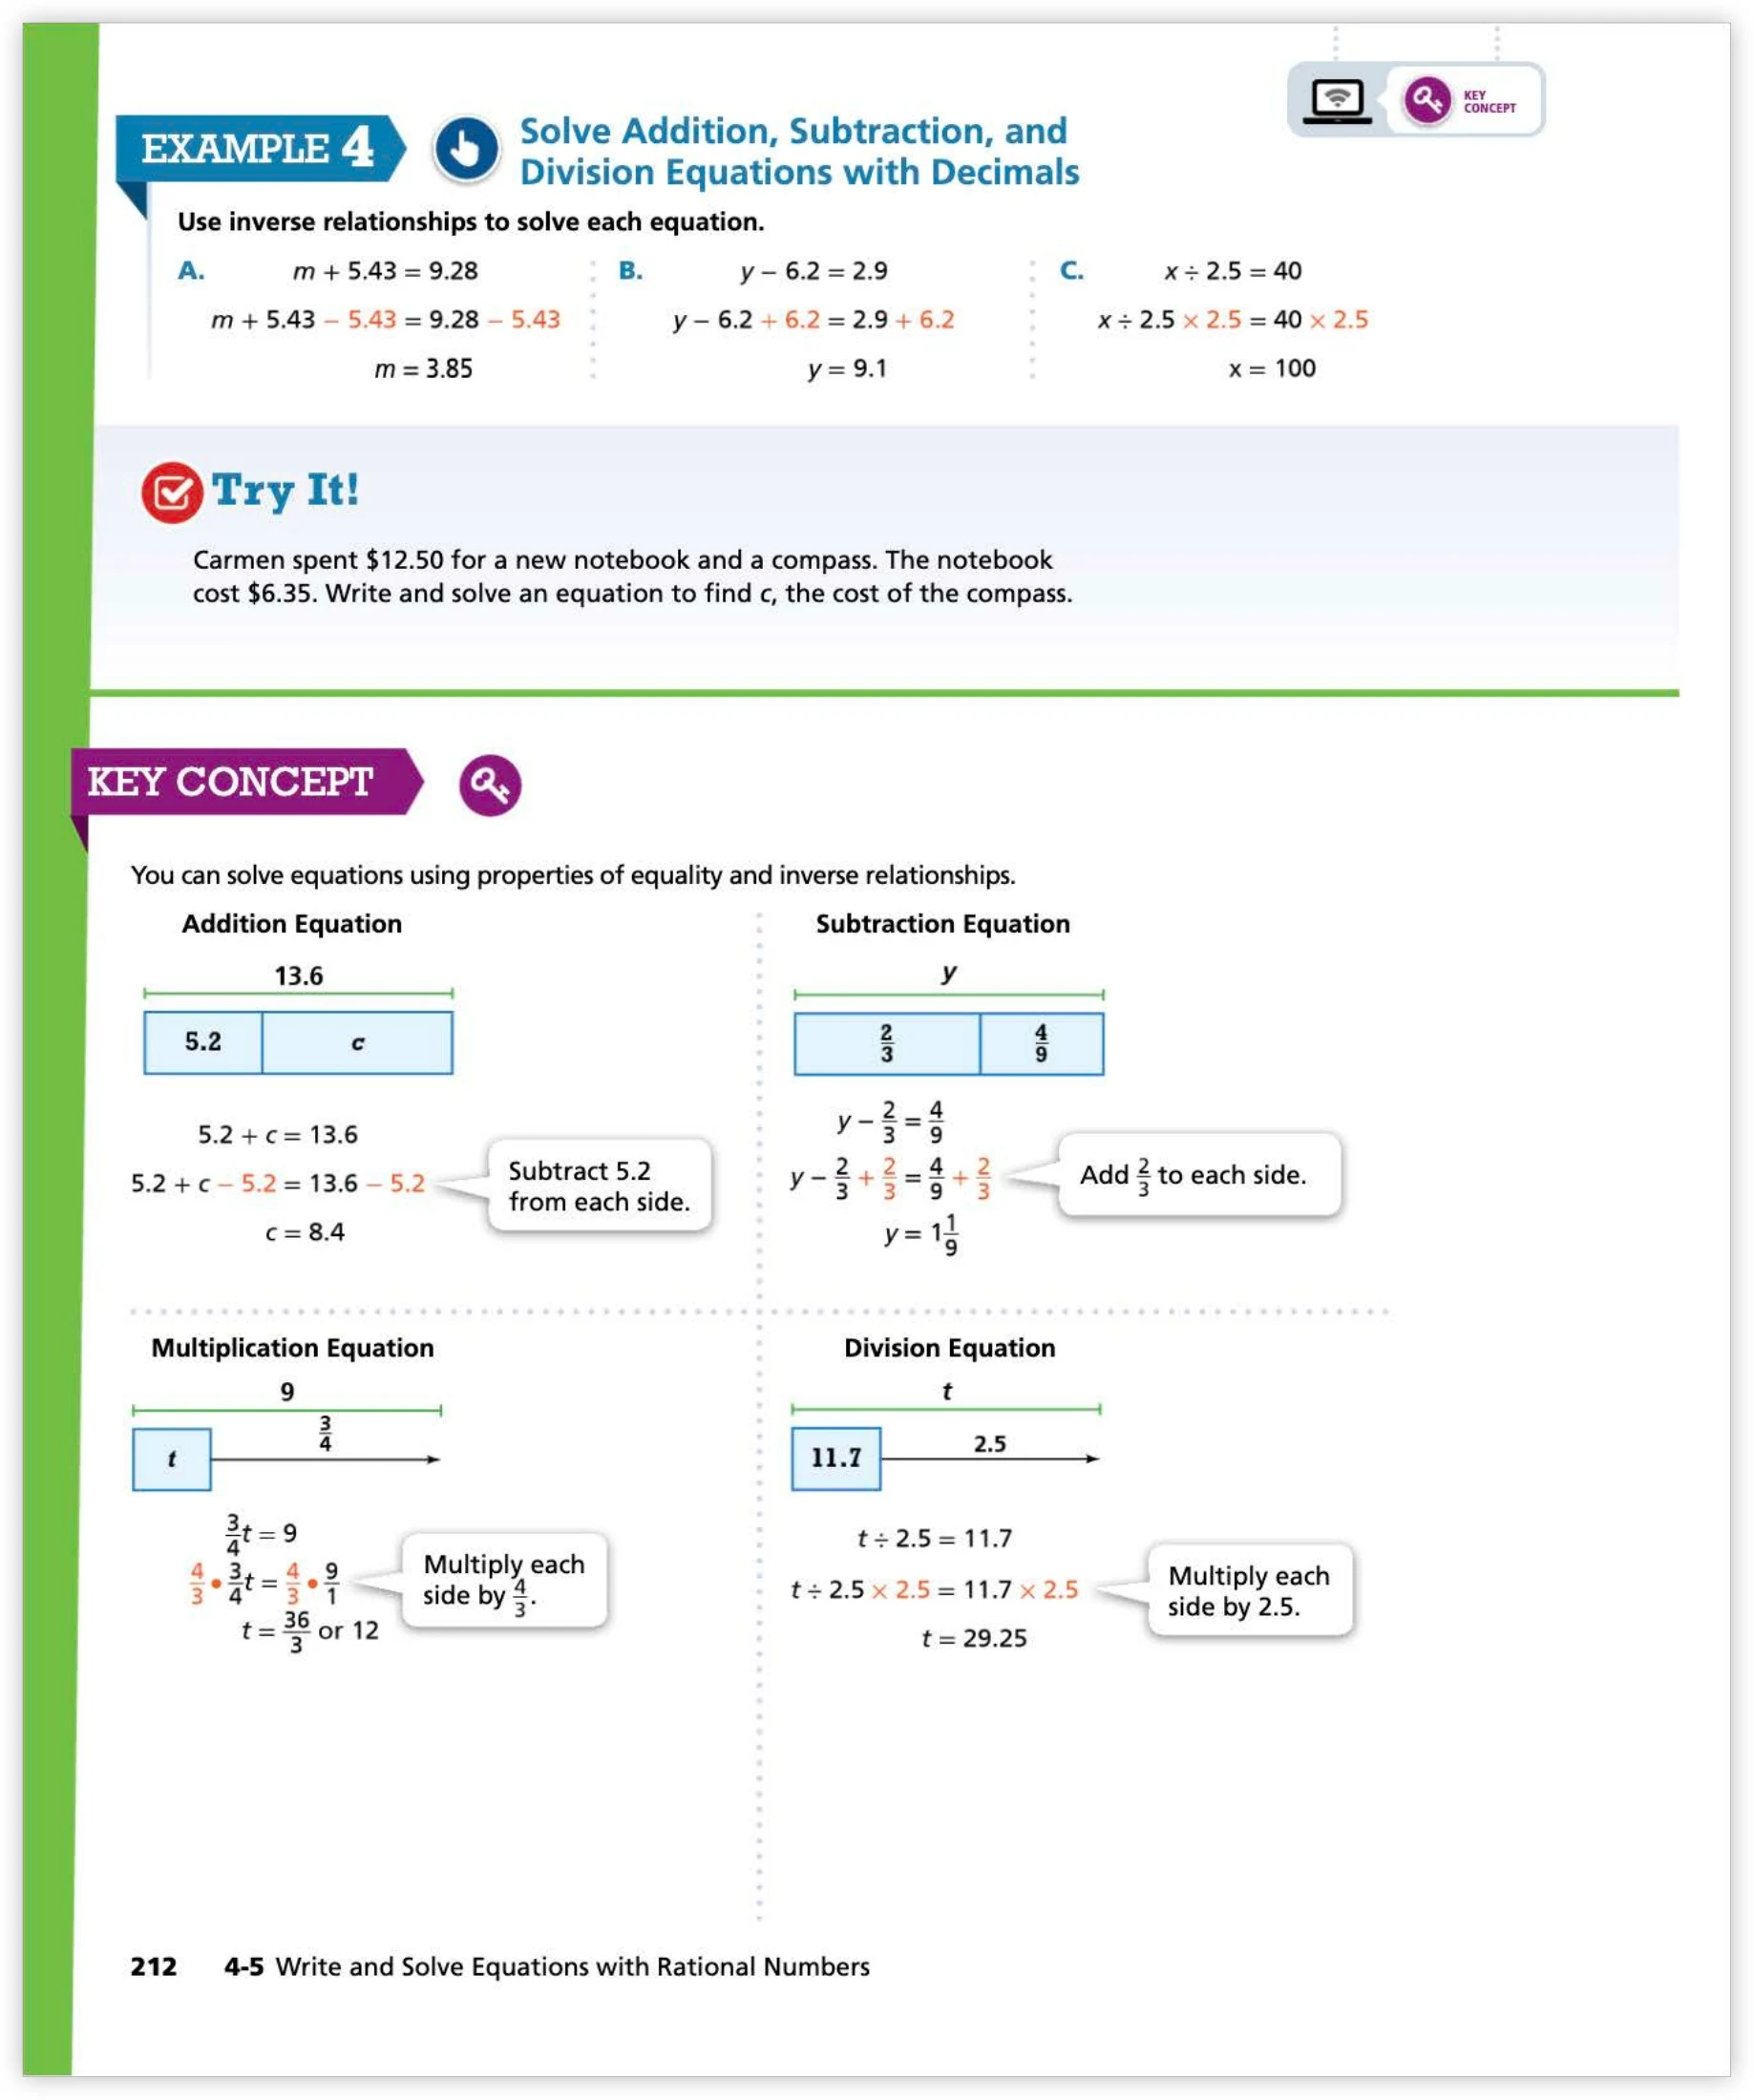 KEY
CONCEPT
EXAMPLE 4
Solve Addition, Subtraction, and
Division Equations with Decimals
Use inverse relationships to solve each equation.
A.
m + 5.43 = 9.28
m + 5.43 − 5.43 = 9.28 − 5.43
m = 3.85
B.
y − 6.2 = 2.9
y − 6.2 + 6.2 = 2.9 + 6.2
y = 9.1
C.
x ÷ 2.5 = 40
x ÷ 2.5 × 2.5 = 40 × 2.5
x = 100
Try It!
Carmen spent $12.50 for a new notebook and a compass. The notebook
cost $6.35. Write and solve an equation to find c, the cost of the compass.
KEY CONCEPT
You can solve equations using properties of equality and inverse relationships.
Addition Equation
13.6
5.2 c
5.2 + c = 13.6
5.2 + c − 5.2 = 13.6 − 5.2
c = 8.4
Subtract 5.2
from each side.
Subtraction Equation
y
2/3 4/9
y − 2/3 = 4/9
y − 2/3 + 2/3 = 4/9 + 2/3
y = 1 1/9
Add 2/3 to each side.
Multiplication Equation
9
3/4
t
3/4 t = 9
4/3 • 3/4 t = 4/3 • 9/1
t = 36/3 or 12
Multiply each
side by 4/3.
Division Equation
t
11.7 2.5
t ÷ 2.5 = 11.7
t ÷ 2.5 × 2.5 = 11.7 × 2.5
t = 29.25
Multiply each
side by 2.5.
212 4-5 Write and Solve Equations with Rational Numbers